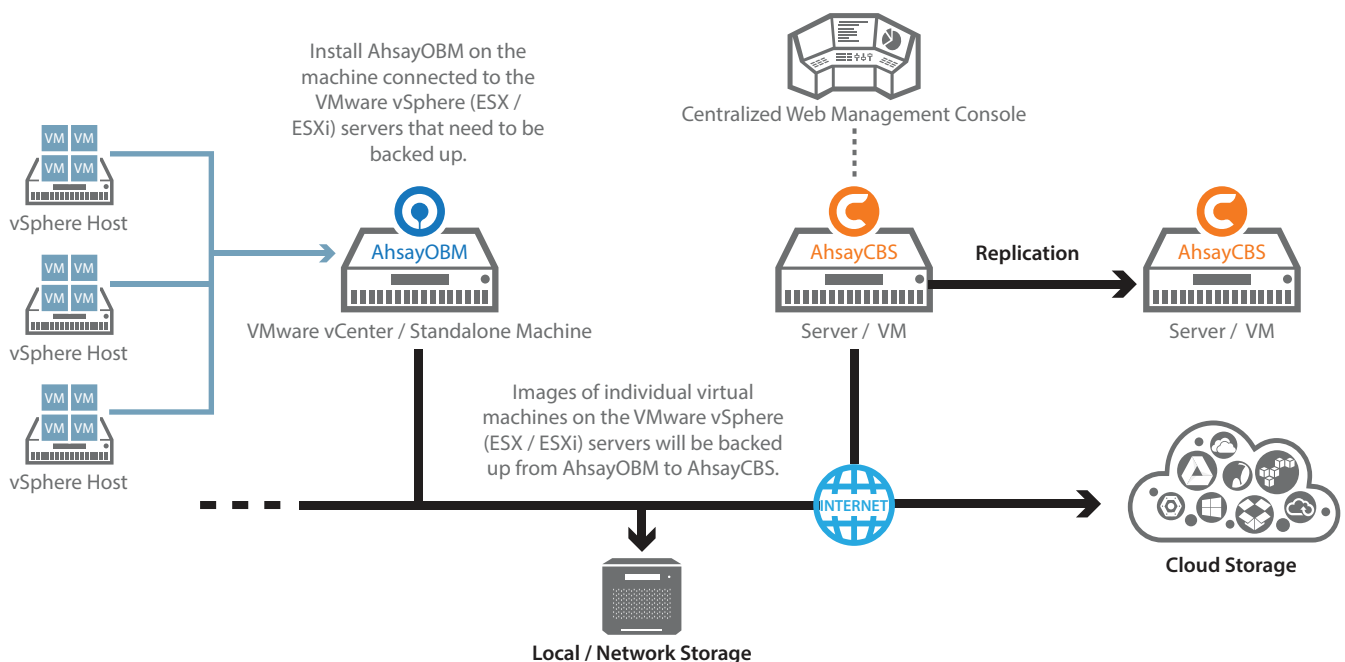 Install AhsayOBM on the
machine connected to the
VMware vSphere (ESX /
ESXi) servers that need to be
backed up.
Centralized Web Management Console
VM VM
VM VM
vSphere Host
VM VM
VM VM
vSphere Host
VM VM
VM VM
vSphere Host
AhsayOBM
VMware vCenter / Standalone Machine
AhsayCBS
Server / VM
Replication
AhsayCBS
Server / VM
Images of individual virtual
machines on the VMware vSphere
(ESX / ESXi) servers will be backed
up from AhsayOBM to AhsayCBS.
INTERNET
Cloud Storage
Local / Network Storage